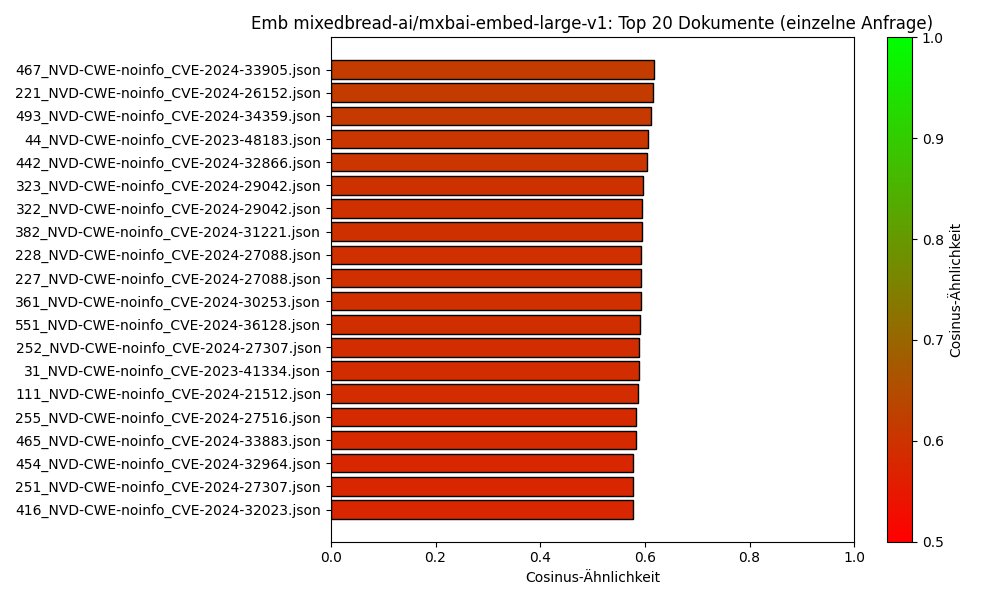 Emb mixedbread-ai/mxbai-embed-large-v1: Top 20 Dokumente (einzelne Anfrage)
467_NVD-CWE-noinfo_CVE-2024-33905.json
221_NVD-CWE-noinfo_CVE-2024-26152.json
493_NVD-CWE-noinfo_CVE-2024-34359.json
44_NVD-CWE-noinfo_CVE-2023-48183.json
442_NVD-CWE-noinfo_CVE-2024-32866.json
323_NVD-CWE-noinfo_CVE-2024-29042.json
322_NVD-CWE-noinfo_CVE-2024-29042.json
382_NVD-CWE-noinfo_CVE-2024-31221.json
228_NVD-CWE-noinfo_CVE-2024-27088.json
227_NVD-CWE-noinfo_CVE-2024-27088.json
361_NVD-CWE-noinfo_CVE-2024-30253.json
551_NVD-CWE-noinfo_CVE-2024-36128.json
252_NVD-CWE-noinfo_CVE-2024-27307.json
31_NVD-CWE-noinfo_CVE-2023-41334.json
111_NVD-CWE-noinfo_CVE-2024-21512.json
255_NVD-CWE-noinfo_CVE-2024-27516.json
465_NVD-CWE-noinfo_CVE-2024-33883.json
454_NVD-CWE-noinfo_CVE-2024-32964.json
251_NVD-CWE-noinfo_CVE-2024-27307.json
416_NVD-CWE-noinfo_CVE-2024-32023.json
0.0 0.2 0.4 0.6 0.8 1.0
Cosinus-Ähnlichkeit
1.0
0.9
0.8
0.7
0.6
0.5
Cosinus-Ähnlichkeit